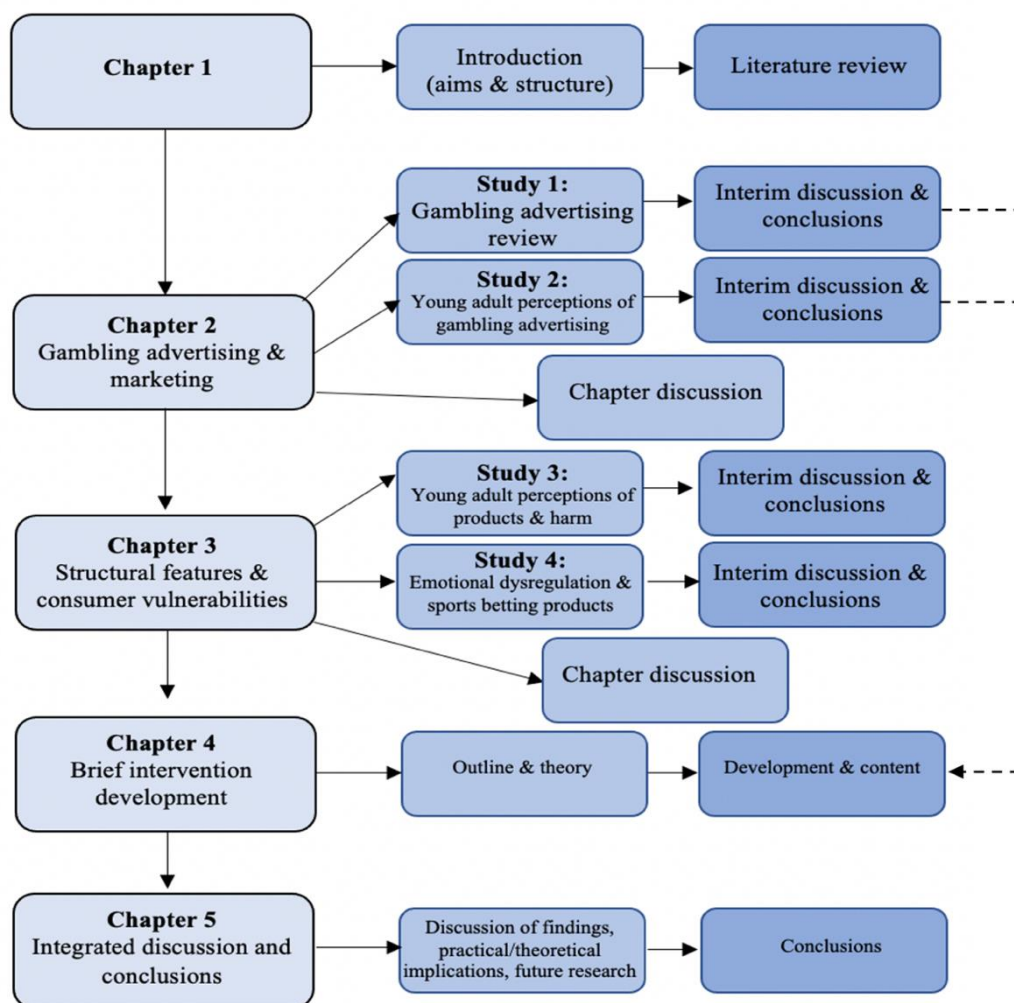 Chapter 1
Introduction
(aims & structure)
Literature review
Study 1:
Gambling advertising
review
Interim discussion &
conclusions
Chapter 2
Gambling advertising &
marketing
Study 2:
Young adult perceptions of
gambling advertising
Interim discussion &
conclusions
Chapter discussion
Study 3:
Young adult perceptions of
products & harm
Interim discussion &
conclusions
Chapter 3
Structural features &
consumer vulnerabilities
Study 4:
Emotional dysregulation &
sports betting products
Interim discussion &
conclusions
Chapter discussion
Chapter 4
Brief intervention
development
Outline & theory
Development & content
Chapter 5
Integrated discussion and
conclusions
Discussion of findings,
practical/theoretical
implications, future research
Conclusions